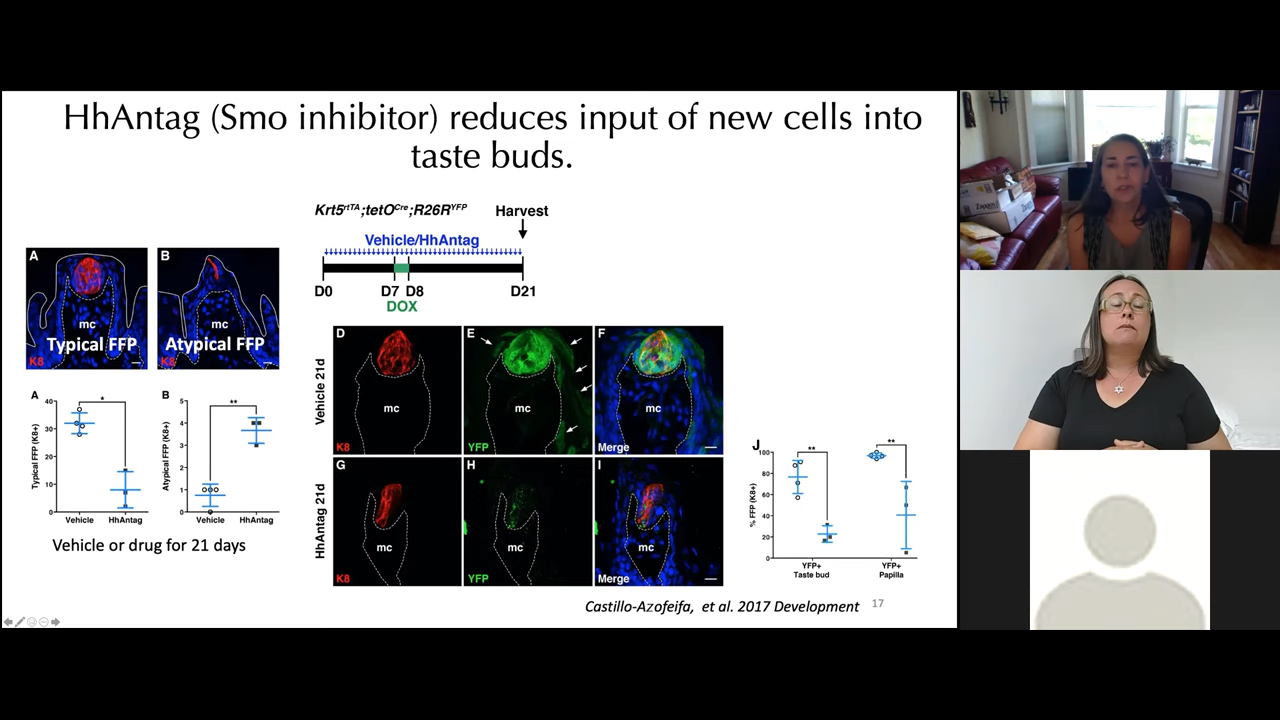 HhAntag (Smo inhibitor) reduces input of new cells into
taste buds.
Krt5rtTA;tetOCre;R26RYFP
Harvest
Vehicle/HhAntag
D0 D7 D8 D21
DOX
A
mc
Typical FFP
K8
B
mc
Atypical FFP
K8
A
Typical FFP (K8+)
40
30
20
10
0
*
Vehicle HhAntag
B
Atypical FFP (K8+)
5
4
3
2
1
0
**
Vehicle HhAntag
Vehicle or drug for 21 days
Vehicle 21d
D
mc
K8
E
mc
YFP
F
mc
Merge
HhAntag 21d
G
mc
K8
H
mc
YFP
I
mc
Merge
J
% FFP (K8+)
100
80
60
40
20
0
**
**
YFP+
Taste bud
YFP+
Papilla
Castillo-Azofeifa, et al. 2017 Development
17